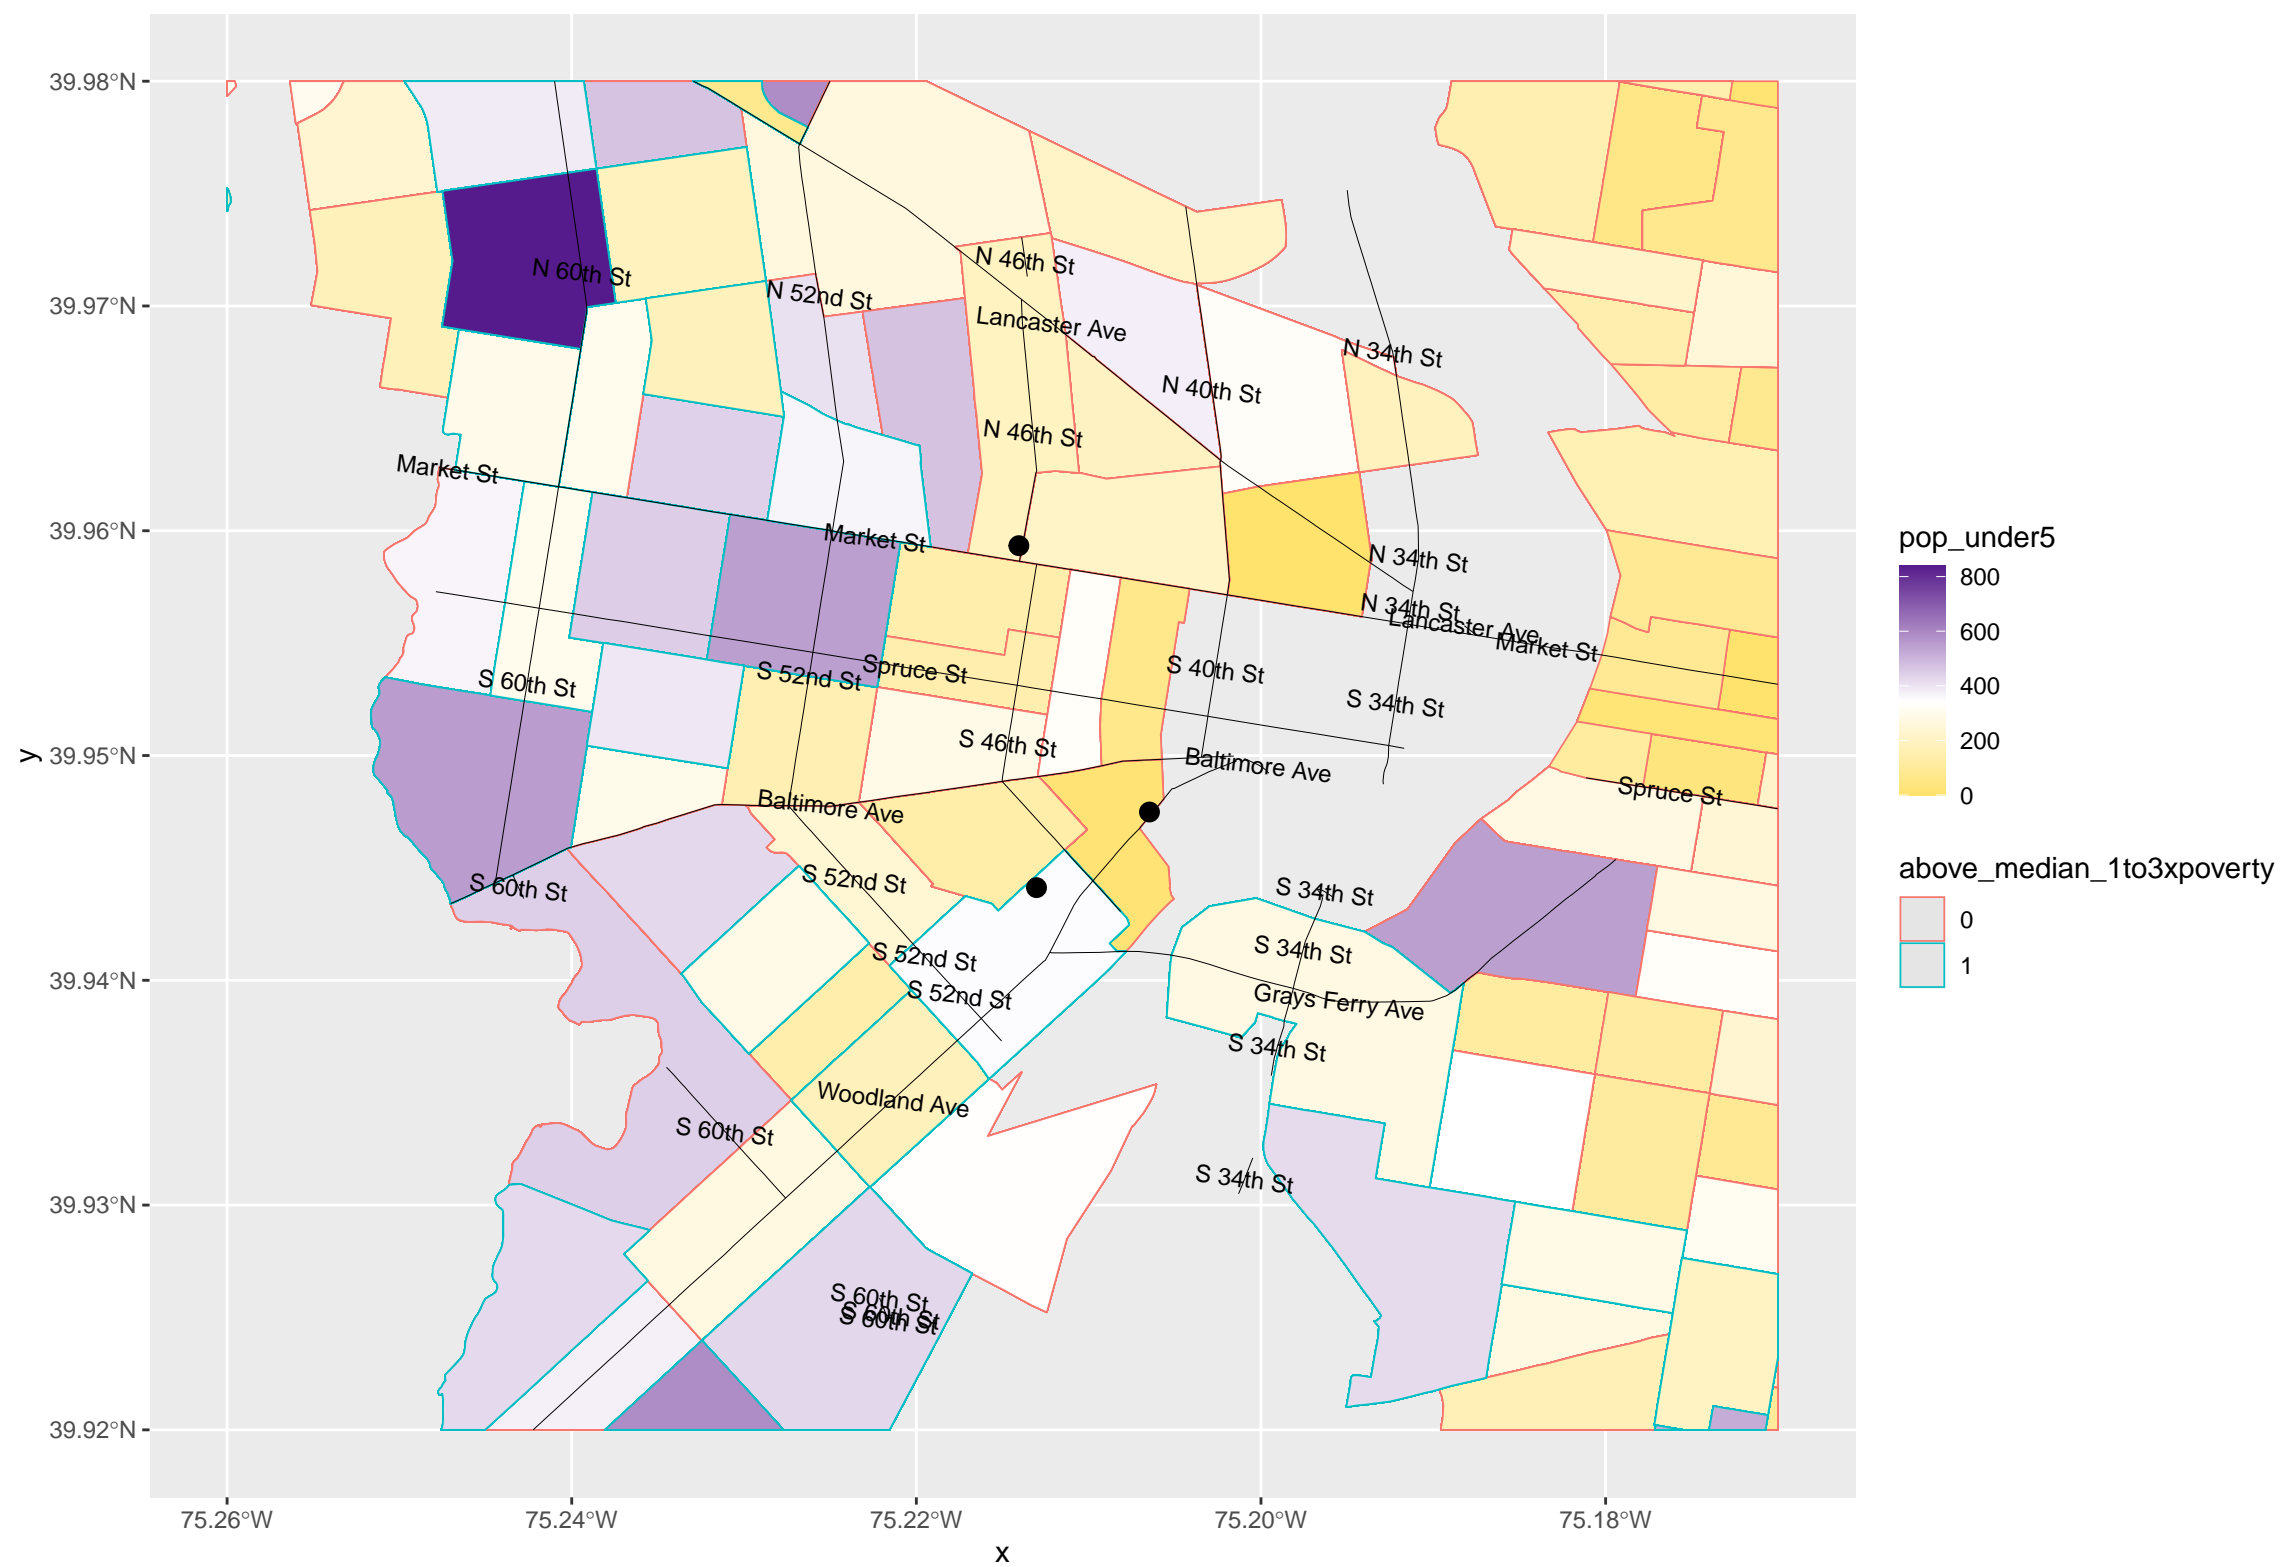 39.98°N
39.97°N
39.96°N
39.95°N
39.94°N
39.93°N
39.92°N
y
N 60th St
N 52nd St
N 46th St
Lancaster Ave
N 34th St
N 40th St
N 46th St
Market St
Market St
N 34th St
N 34th St
Lancaster Ave
Market St
Spruce St
S 52nd St
S 40th St
S 60th St
S 34th St
S 46th St
Baltimore Ave
Spruce St
Baltimore Ave
S 52nd St
S 60th St
S 34th St
S 34th St
S 52nd St
S 52nd St
Grays Ferry Ave
S 34th St
Woodland Ave
S 60th St
S 34th St
S 60th St
S 60th St
S 60th St
75.26°W
75.24°W
75.22°W
75.20°W
75.18°W
x
pop_under5
800
600
400
200
0
above_median_1to3xpoverty
0
1